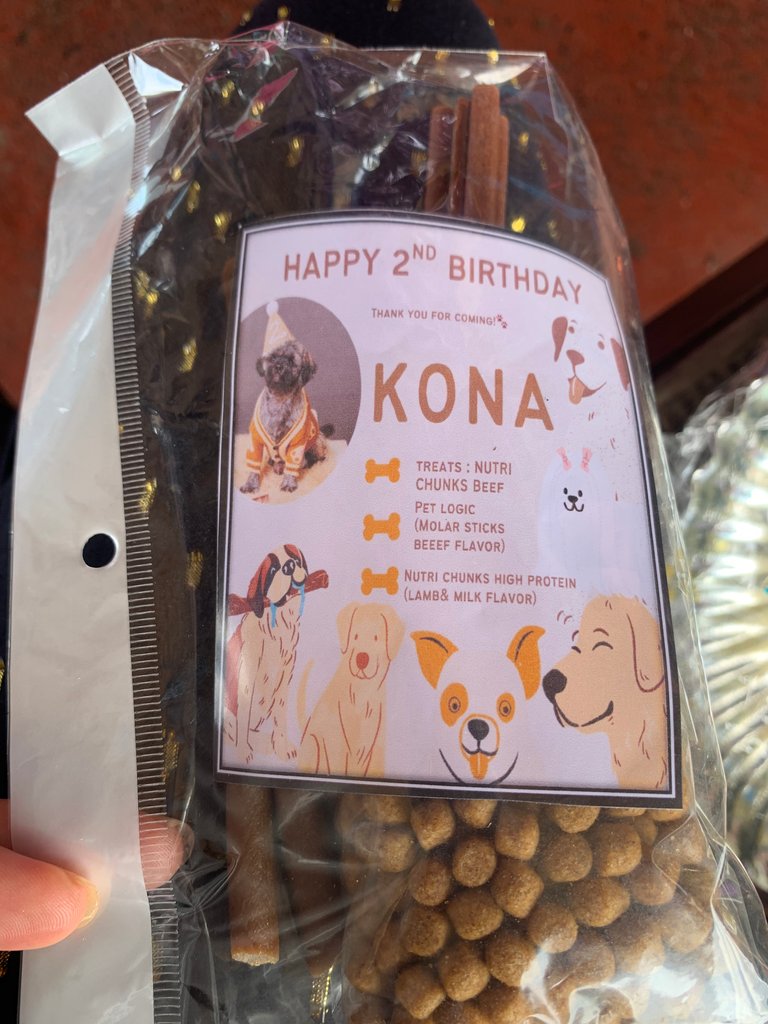 HAPPY 2ND BIRTHDAY
THANK YOU FOR COMING!
KONA
TREATS : NUTRI
CHUNKS BEEF
PET LOGIC
(MOLAR STICKS
BEEEF FLAVOR)
NUTRI CHUNKS HIGH PROTEIN
(LAMB& MILK FLAVOR)